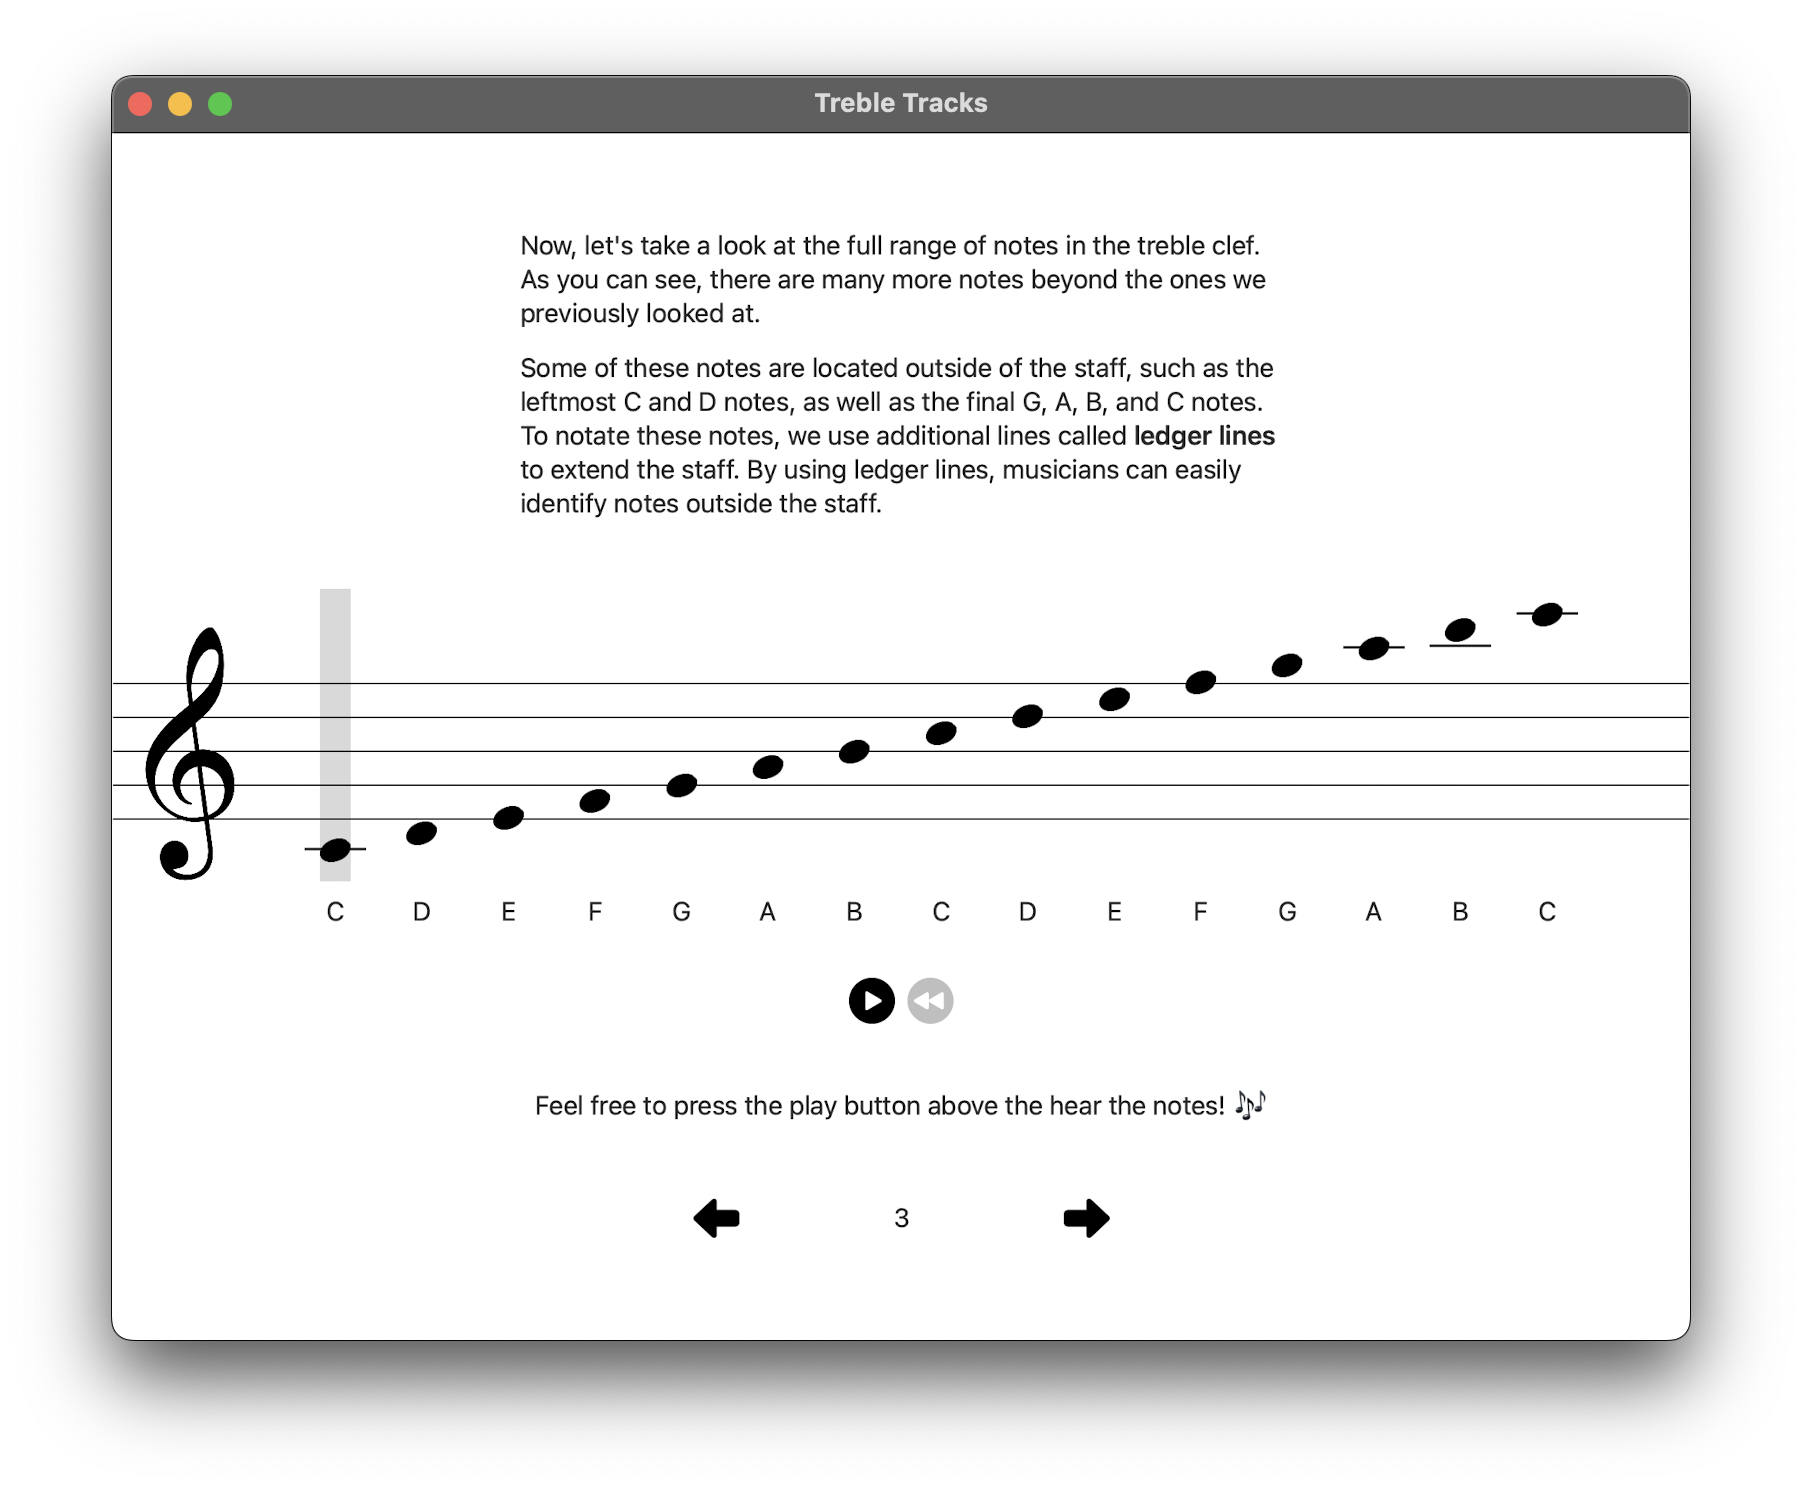 Treble Tracks
Now, let's take a look at the full range of notes in the treble clef.
As you can see, there are many more notes beyond the ones we
previously looked at.
Some of these notes are located outside of the staff, such as the
leftmost C and D notes, as well as the final G, A, B, and C notes.
To notate these notes, we use additional lines called ledger lines
to extend the staff. By using ledger lines, musicians can easily
identify notes outside the staff.
C D E F G A B C D E F G A B C
Feel free to press the play button above the hear the notes! 🎶
3